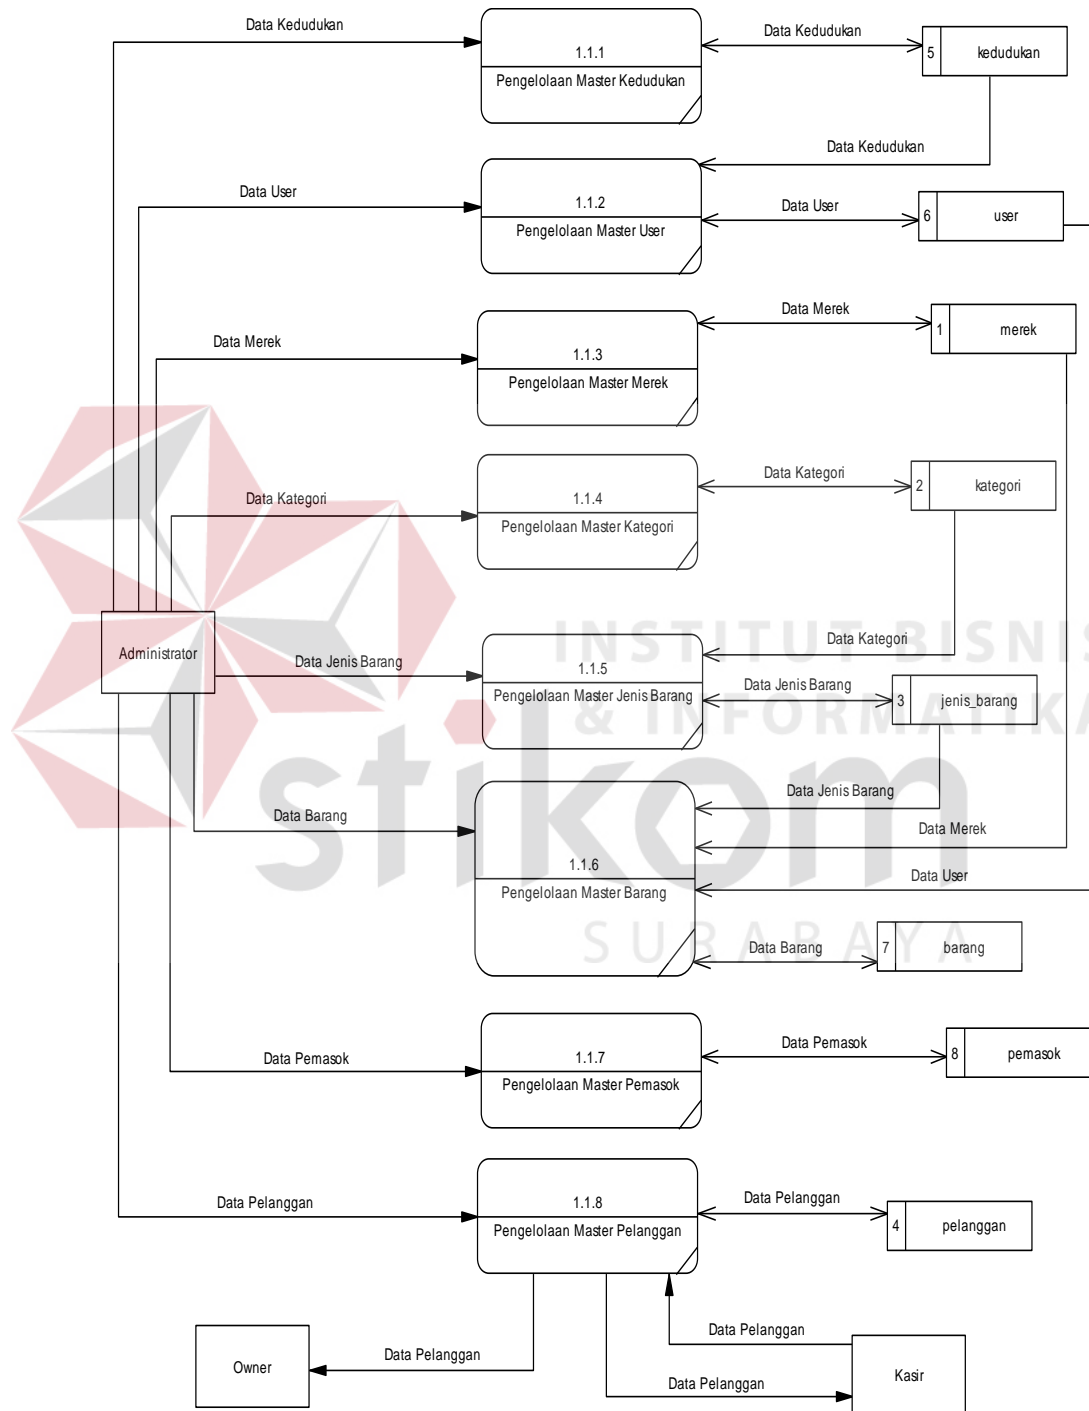 Data Kedudukan
1.1.1
Pengelolaan Master Kedudukan
Data Kedudukan
5 kedudukan
Data Kedudukan
Data User
1.1.2
Pengelolaan Master User
Data User
6 user
Data Merek
1.1.3
Pengelolaan Master Merek
Data Merek
1 merek
Data Kategori
1.1.4
Pengelolaan Master Kategori
Data Kategori
2 kategori
Administrator
Data Kategori
Data Jenis Barang
1.1.5
Pengelolaan Master Jenis Barang
Data Jenis Barang
3 jenis_barang
INSTITUT BISNIS
& INFORMATIKA
stikom
SURABAYA
Data Jenis Barang
Data Barang
Data Merek
1.1.6
Pengelolaan Master Barang
Data User
Data Barang
7 barang
Data Pemasok
1.1.7
Pengelolaan Master Pemasok
Data Pemasok
8 pemasok
Data Pelanggan
1.1.8
Pengelolaan Master Pelanggan
Data Pelanggan
4 pelanggan
Data Pelanggan
Owner
Data Pelanggan
Data Pelanggan
Kasir